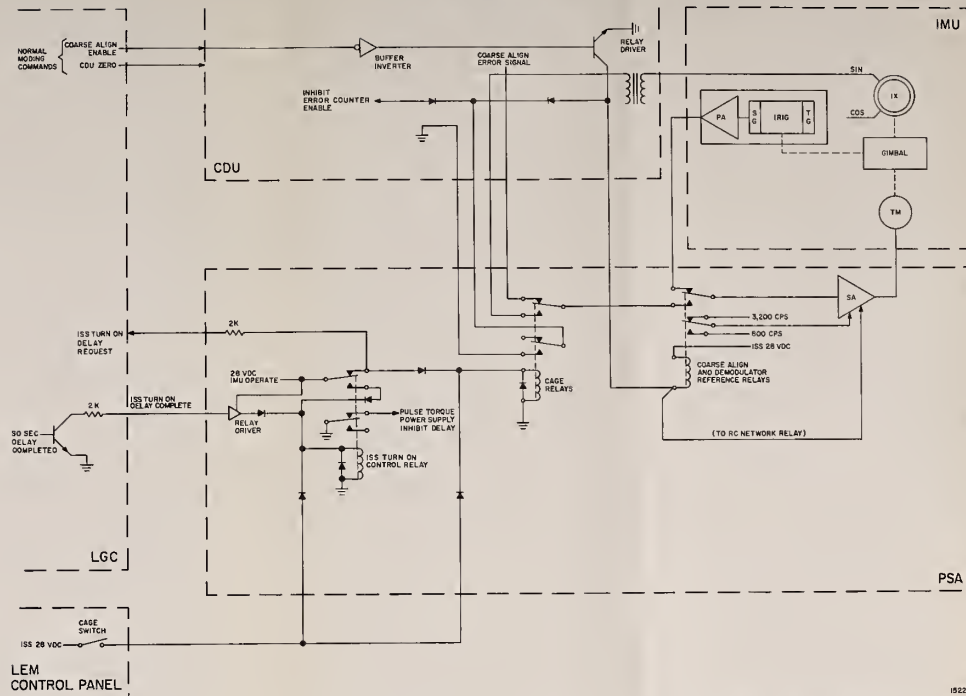 NORMAL
MODING
COMMANDS
COARSE ALIGN
ENABLE
CDU ZERO
BUFFER
INVERTER
COARSE ALIGN
ERROR SIGNAL
RELAY
DRIVER
INHIBIT
ERROR COUNTER
ENABLE
CDU
IMU
SIN
COS
1X
PA
S
G
IRIG
T
G
GIMBAL
TM
ISS TURN ON
DELAY
REQUEST
2K
28 VDC
IMU OPERATE
2K
ISS TURN ON
DELAY COMPLETE
90 SEC
DELAY
COMPLETED
RELAY
DRIVER
PULSE TORQUE
POWER SUPPLY
INHIBIT DELAY
ISS TURN ON
CONTROL RELAY
CAGE
RELAYS
SA
3,200 CPS
800 CPS
ISS 28 VDC
COARSE ALIGN
AND DEMODULATOR
REFERENCE RELAYS
(TO RC NETWORK RELAY)
LGC
PSA
CAGE
SWITCH
ISS 28 VDC
LEM
CONTROL PANEL